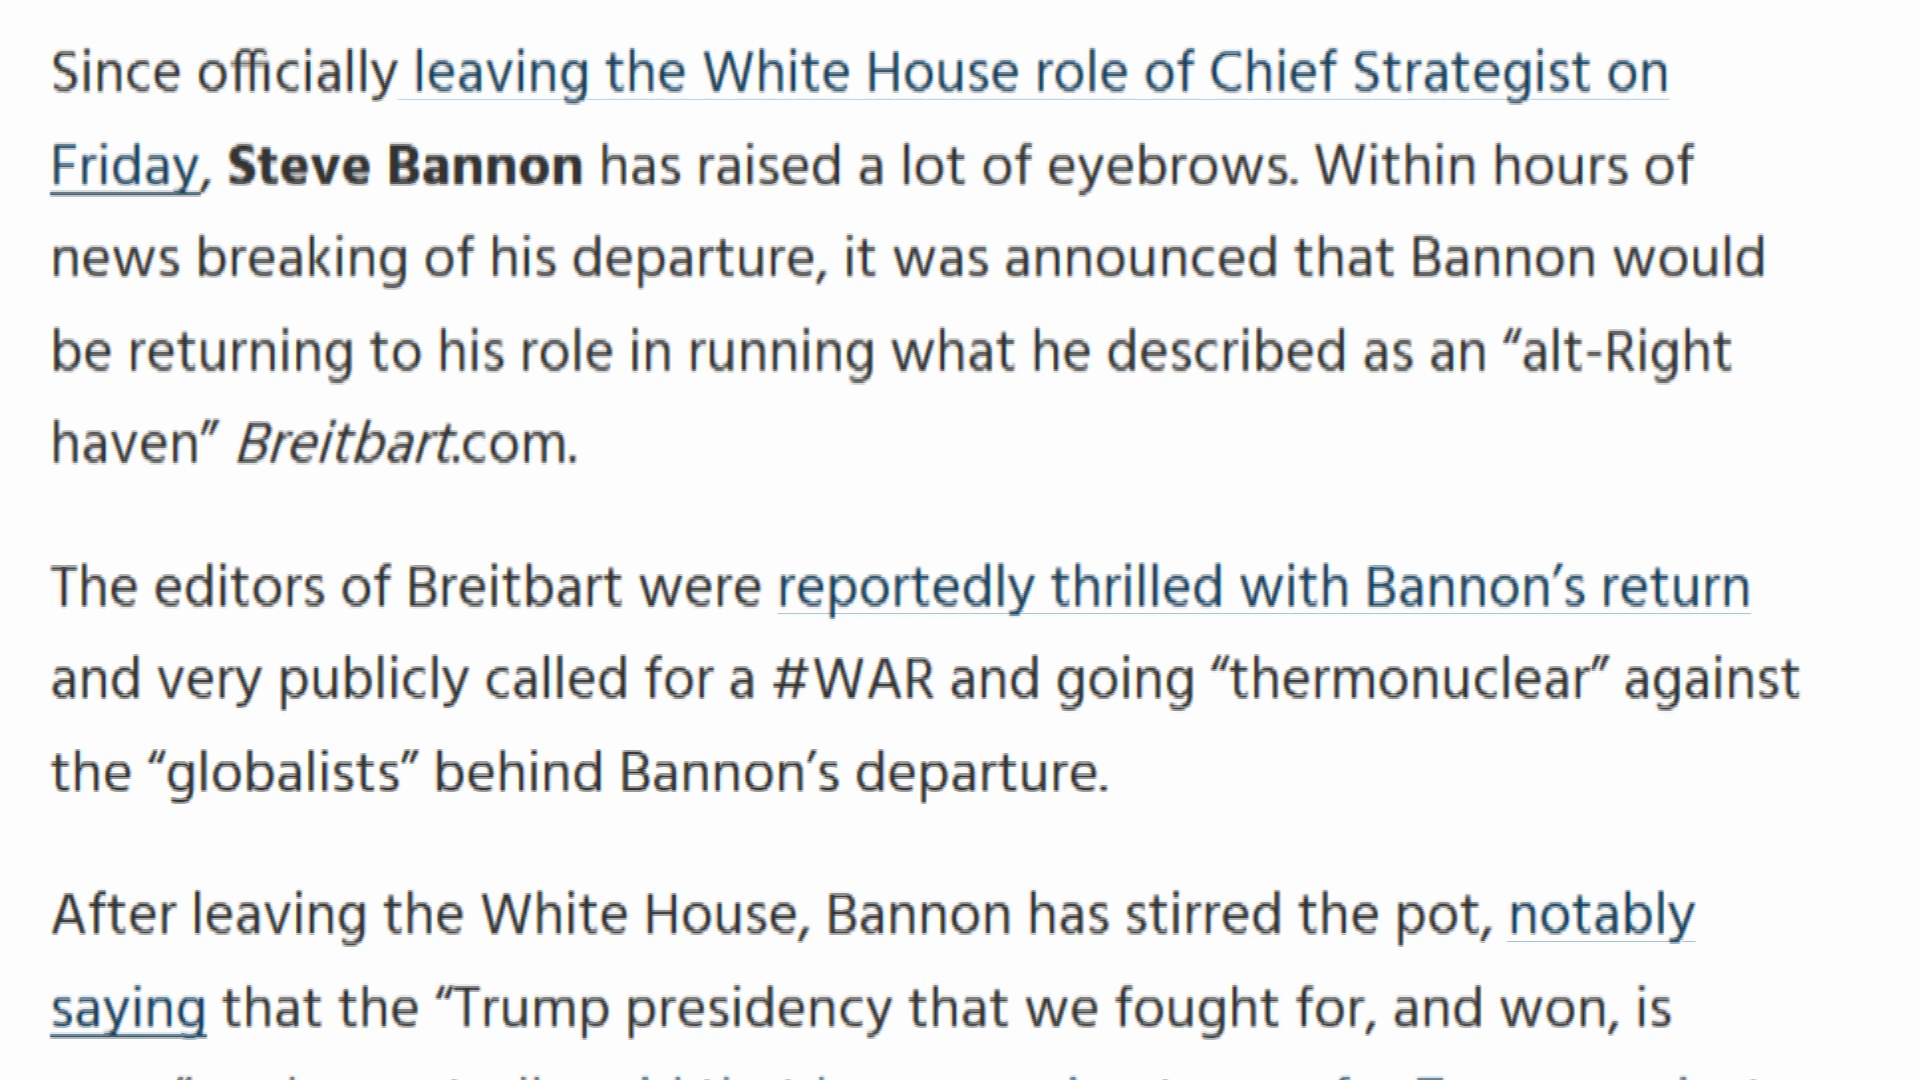 Since officially leaving the White House role of Chief Strategist on
Friday, Steve Bannon has raised a lot of eyebrows. Within hours of
news breaking of his departure, it was announced that Bannon would
be returning to his role in running what he described as an “alt-Right
haven” Breitbart.com.
The editors of Breitbart were reportedly thrilled with Bannon’s return
and very publicly called for a #WAR and going “thermonuclear” against
the “globalists” behind Bannon’s departure.
After leaving the White House, Bannon has stirred the pot, notably
saying that the “Trump presidency that we fought for, and won, is